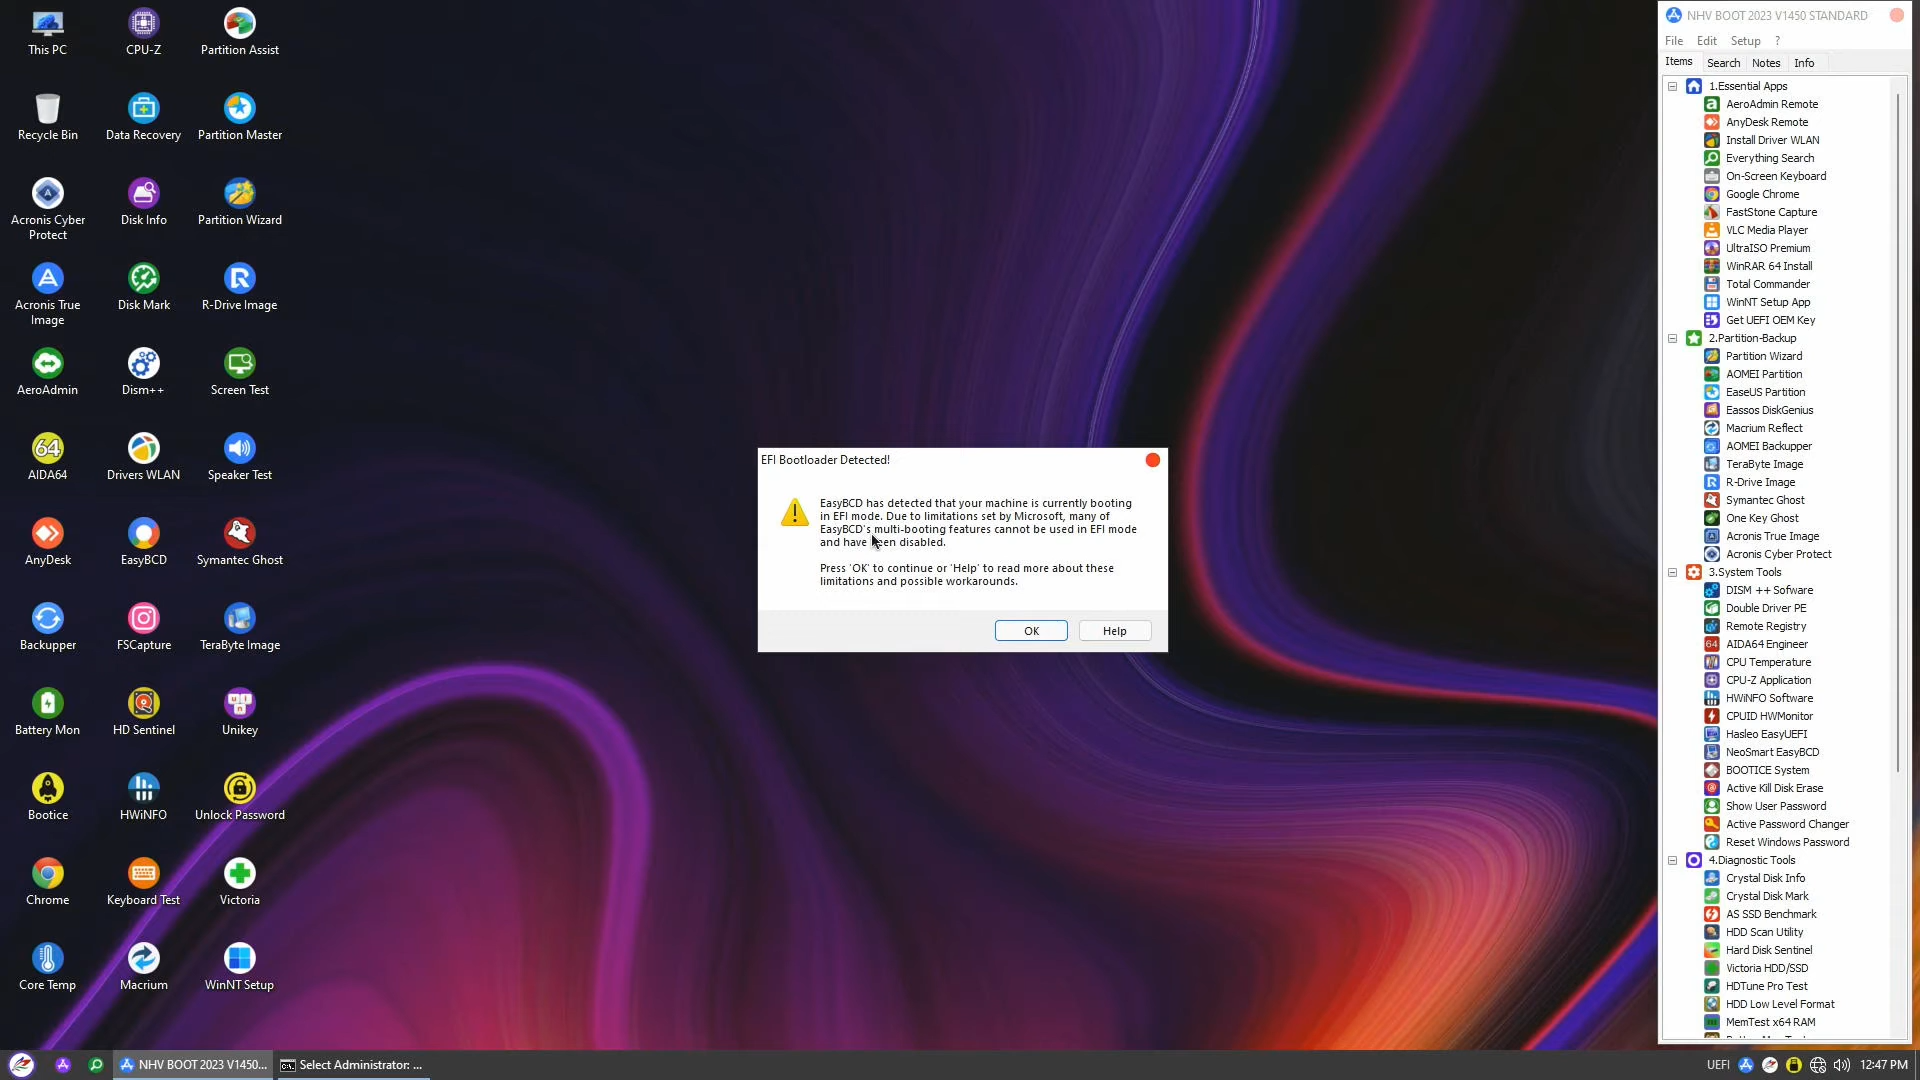 This PC
CPU-Z
Partition Assist
Recycle Bin
Data Recovery
Partition Master
Acronis Cyber
Protect
Disk Info
Partition Wizard
Acronis True
Image
Disk Mark
R-Drive Image
AeroAdmin
Dism++
Screen Test
64
AIDA64
Drivers WLAN
Speaker Test
AnyDesk
EasyBCD
Symantec Ghost
Backupper
FSCapture
TeraByte Image
Battery Mon
HD Sentinel
Unikey
Bootice
HWiNFO
Unlock Password
Chrome
Keyboard Test
Victoria
Core Temp
Macrium
WinNT Setup
EFI Bootloader Detected!
EasyBCD has detected that your machine is currently booting
in EFI mode. Due to limitations set by Microsoft, many of
EasyBCD's multi-booting features cannot be used in EFI mode
and have been disabled.
Press 'OK' to continue or 'Help' to read more about these
limitations and possible workarounds.
OK
Help
NHV BOOT 2023 V1450 STANDARD
File Edit Setup ?
Items Search Notes Info
1.Essential Apps
AeroAdmin Remote
AnyDesk Remote
Install Driver WLAN
Everything Search
On-Screen Keyboard
Google Chrome
FastStone Capture
VLC Media Player
UltraISO Premium
WinRAR 64 Install
Total Commander
WinNT Setup App
Get UEFI OEM Key
2.Partition-Backup
Partition Wizard
AOMEI Partition
EaseUS Partition
Eassos DiskGenius
Macrium Reflect
AOMEI Backupper
TeraByte Image
R-Drive Image
Symantec Ghost
One Key Ghost
Acronis True Image
Acronis Cyber Protect
3.System Tools
DISM ++ Sofware
Double Driver PE
Remote Registry
AIDA64 Engineer
CPU Temperature
CPU-Z Application
HWiNFO Software
CPUID HWMonitor
Hasleo EasyUEFI
NeoSmart EasyBCD
BOOTICE System
Active Kill Disk Erase
Show User Password
Active Password Changer
Reset Windows Password
4.Diagnostic Tools
Crystal Disk Info
Crystal Disk Mark
AS SSD Benchmark
HDD Scan Utility
Hard Disk Sentinel
Victoria HDD/SSD
HDTune Pro Test
HDD Low Level Format
MemTest x64 RAM
NHV BOOT 2023 V1450...
Select Administrator: ...
UEFI
12:47 PM